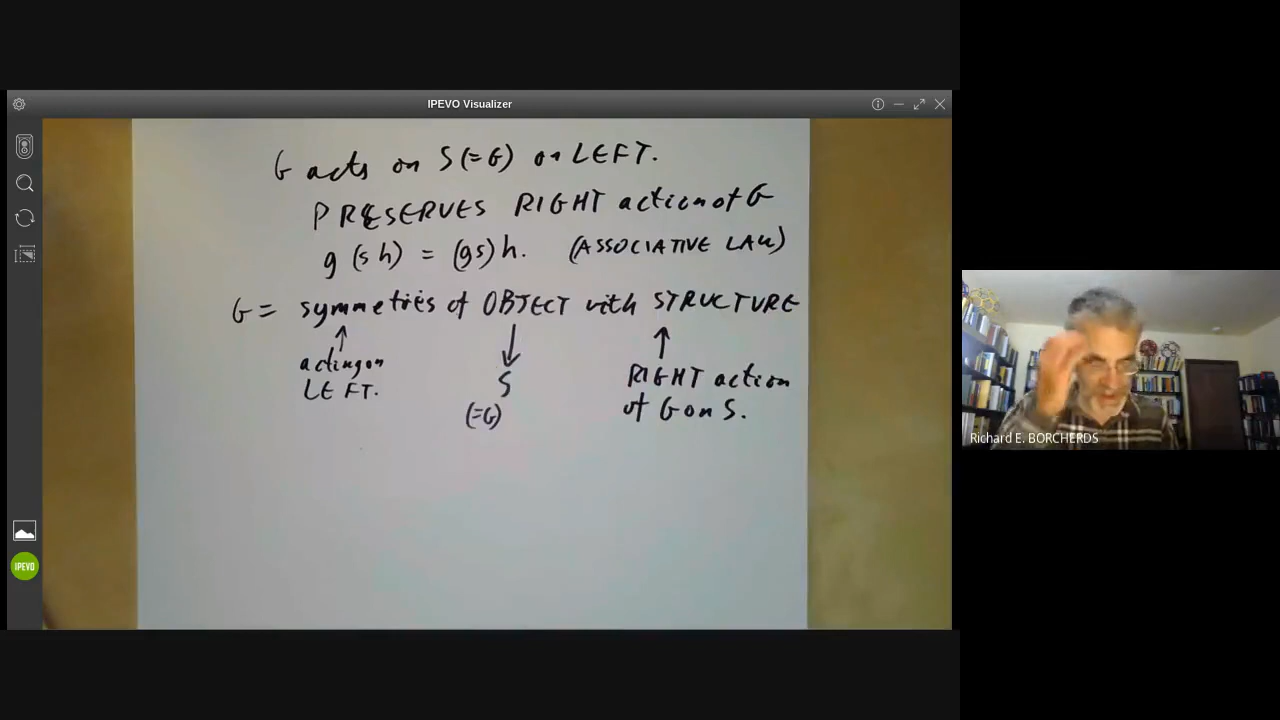 IPEVO Visualizer
G acts on S(=G) on LEFT.
PRESERVES RIGHT action of G
g(sh) = (gs)h. (ASSOCIATIVE LAW)
G = symmetries of OBJECT with STRUCTURE
↑ ↓ ↑
acting on S RIGHT action
LEFT. (=G) of G on S.
Richard E. BORCHERDS
IPEVO